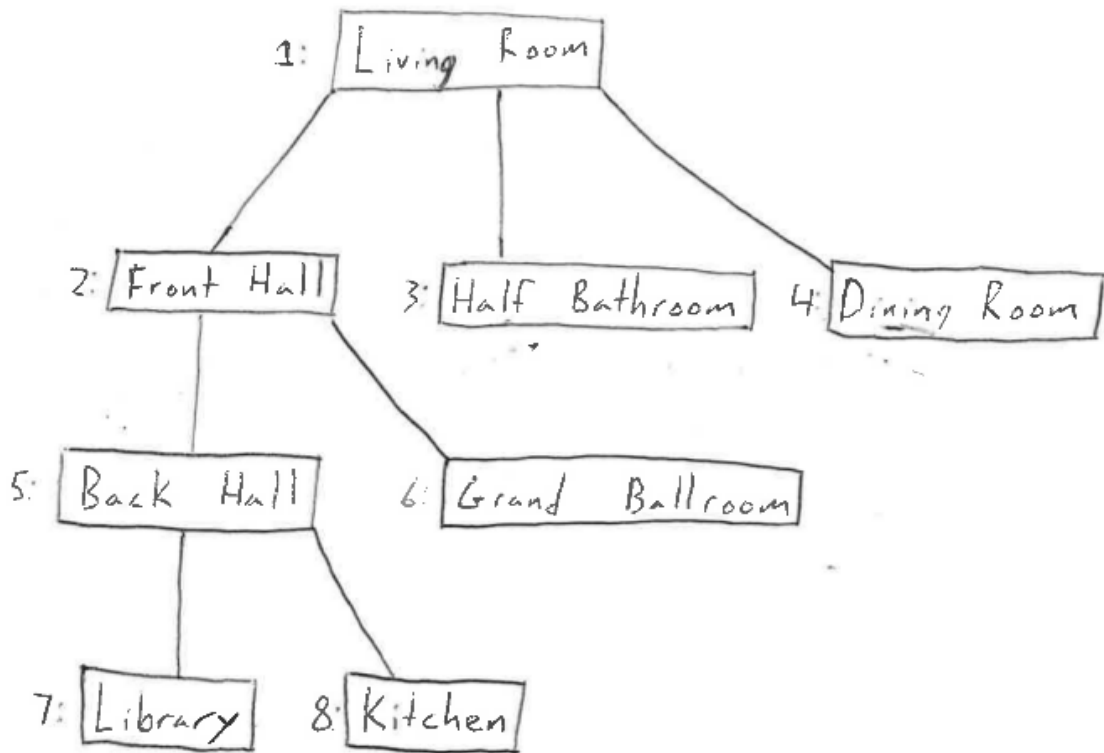 1: Living Room
2: Front Hall
3: Half Bathroom
4: Dining Room
5: Back Hall
6: Grand Ballroom
7: Library
8: Kitchen